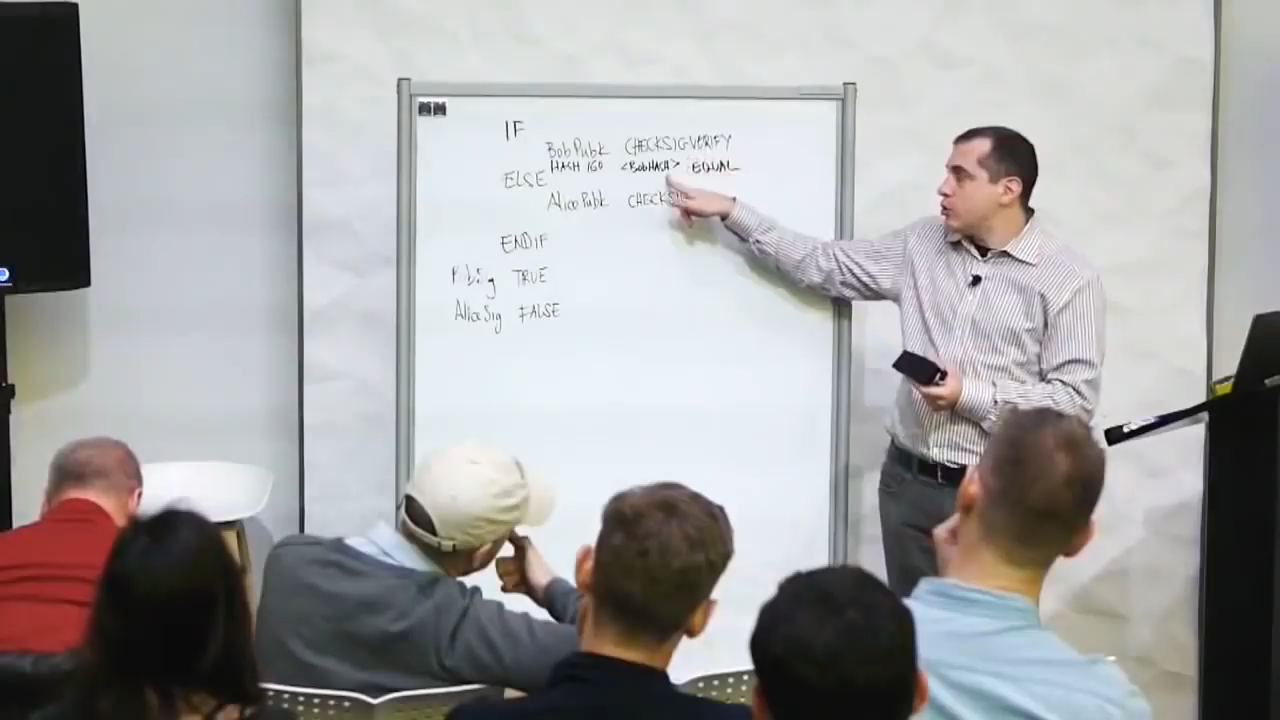 IF
BobPubk CHECKSIG-VERIFY
HASH 160 <BobHASH> EQUAL
ELSE
AlicePubk
ENDIF
TRUE
AliceSig FALSE